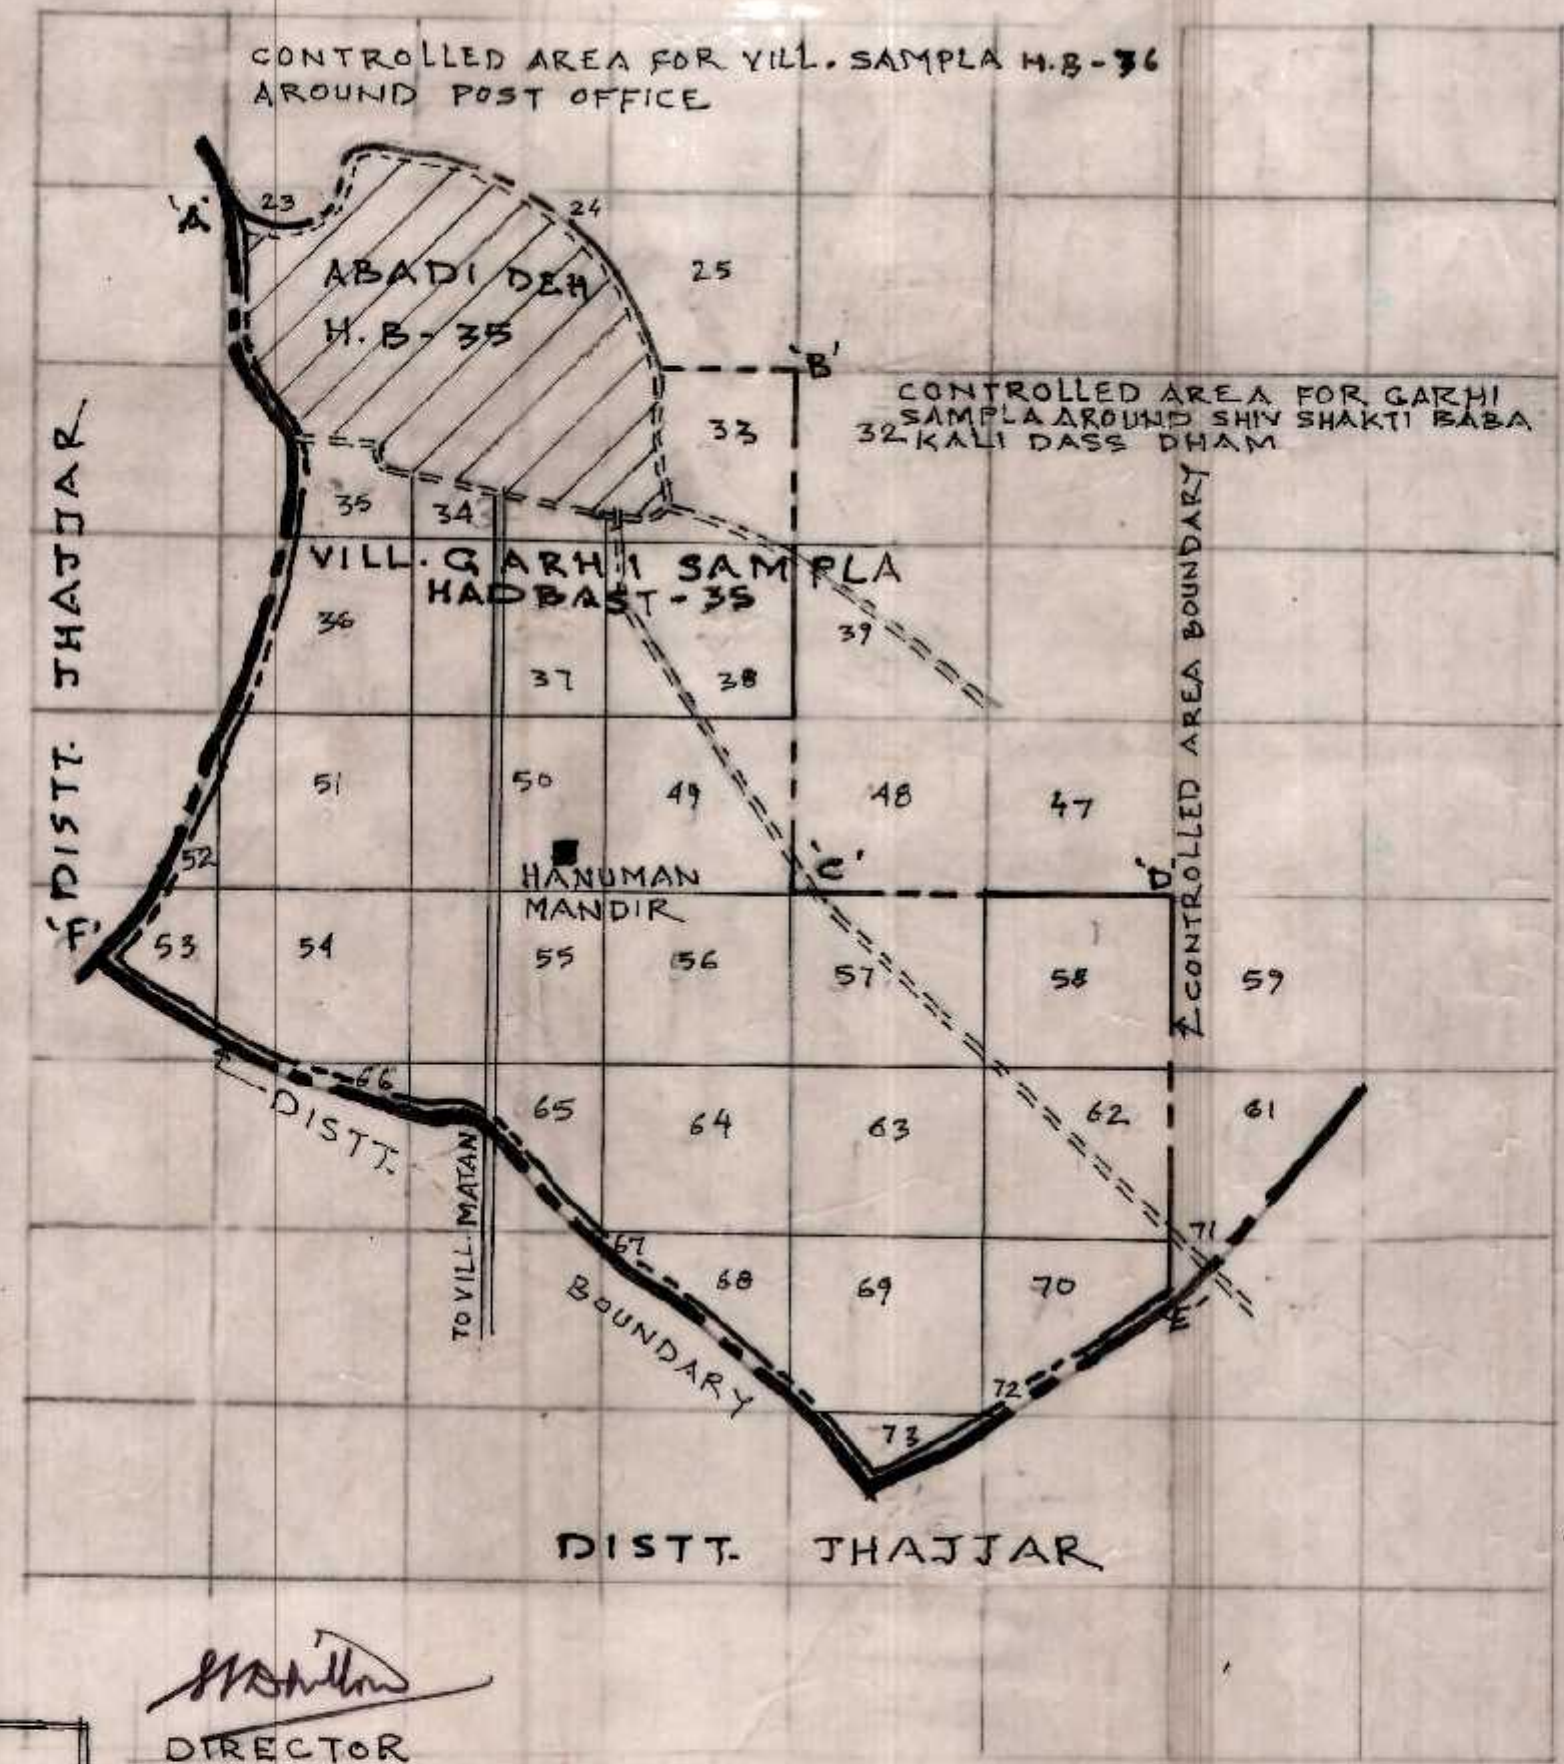 CONTROLLED AREA FOR VILL. SAMPLA H.B-36
AROUND POST OFFICE
'A'
23
24
25
ABADI DEH
H.B-35
'B'
CONTROLLED AREA FOR GARHI
SAMPLA AROUND SHIV SHAKTI BABA
KALI DASS DHAM
32
33
35
34
VILL. GARHI SAMPLA
HADBAST-35
36
37
38
39
DISTT. JHAJJAR
CONTROLLED AREA BOUNDARY
51
50
49
48
47
52
HANUMAN
MANDIR
'C'
'D'
'F'
53
54
55
56
57
58
59
66
65
64
63
62
61
DISTT.
BOUNDARY
TO VILL. MATAN
67
68
69
70
71
'E'
72
73
DISTT. JHAJJAR
DIRECTOR